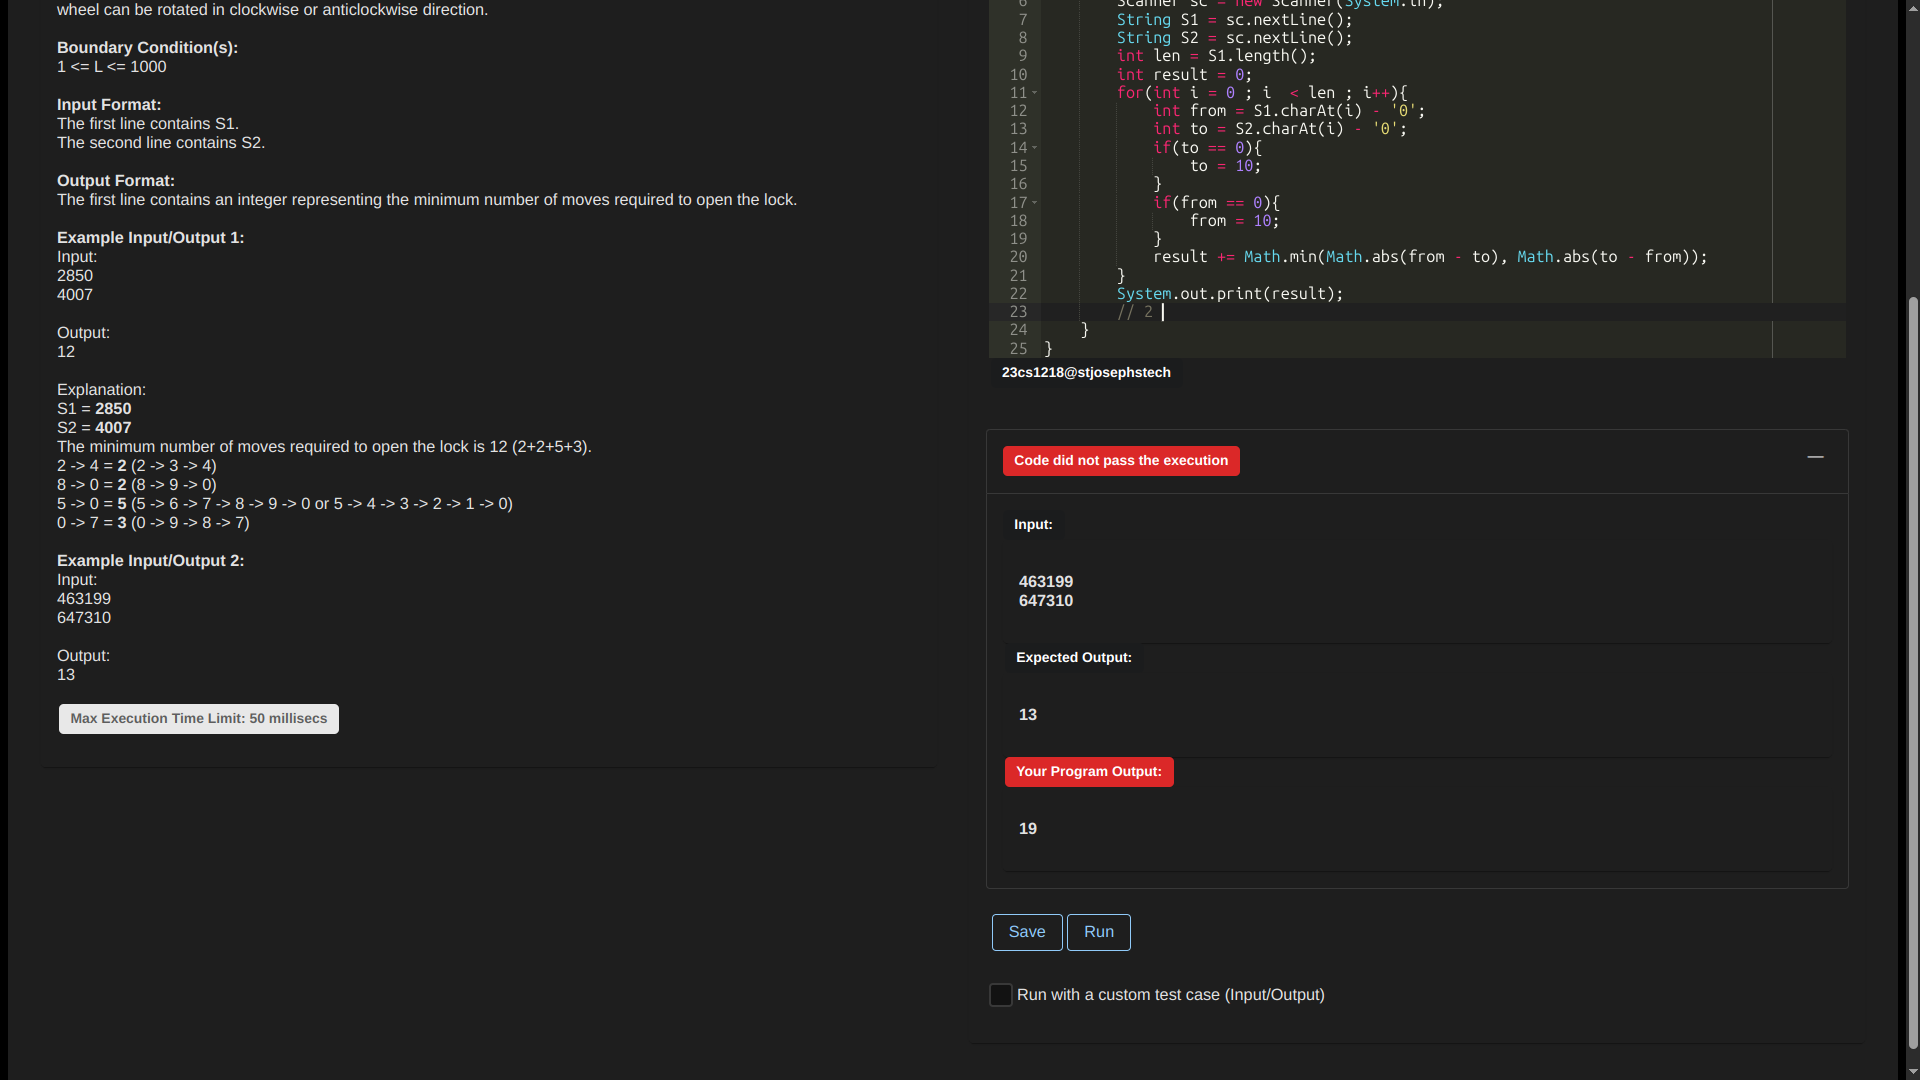 wheel can be rotated in clockwise or anticlockwise direction.
Boundary Condition(s):
1 <= L <= 1000
Input Format:
The first line contains S1.
The second line contains S2.
Output Format:
The first line contains an integer representing the minimum number of moves required to open the lock.
Example Input/Output 1:
Input:
2850
4007
Output:
12
Explanation:
S1 = 2850
S2 = 4007
The minimum number of moves required to open the lock is 12 (2+2+5+3).
2 -> 4 = 2 (2 -> 3 -> 4)
8 -> 0 = 2 (8 -> 9 -> 0)
5 -> 0 = 5 (5 -> 6 -> 7 -> 8 -> 9 -> 0 or 5 -> 4 -> 3 -> 2 -> 1 -> 0)
0 -> 7 = 3 (0 -> 9 -> 8 -> 7)
Example Input/Output 2:
Input:
463199
647310
Output:
13
Max Execution Time Limit: 50 millisecs
6 Scanner sc = new Scanner(System.in);
7 String S1 = sc.nextLine();
8 String S2 = sc.nextLine();
9 int len = S1.length();
10 int result = 0;
11 for(int i = 0 ; i  < len ; i++){
12 int from = S1.charAt(i) - '0';
13 int to = S2.charAt(i) - '0';
14 if(to == 0){
15 to = 10;
16 }
17 if(from == 0){
18 from = 10;
19 }
20 result += Math.min(Math.abs(from - to), Math.abs(to - from));
21 }
22 System.out.print(result);
23 // 2
24 }
25 }
23cs1218@stjosephstech
Code did not pass the execution
Input:
463199
647310
Expected Output:
13
Your Program Output:
19
Save Run
Run with a custom test case (Input/Output)